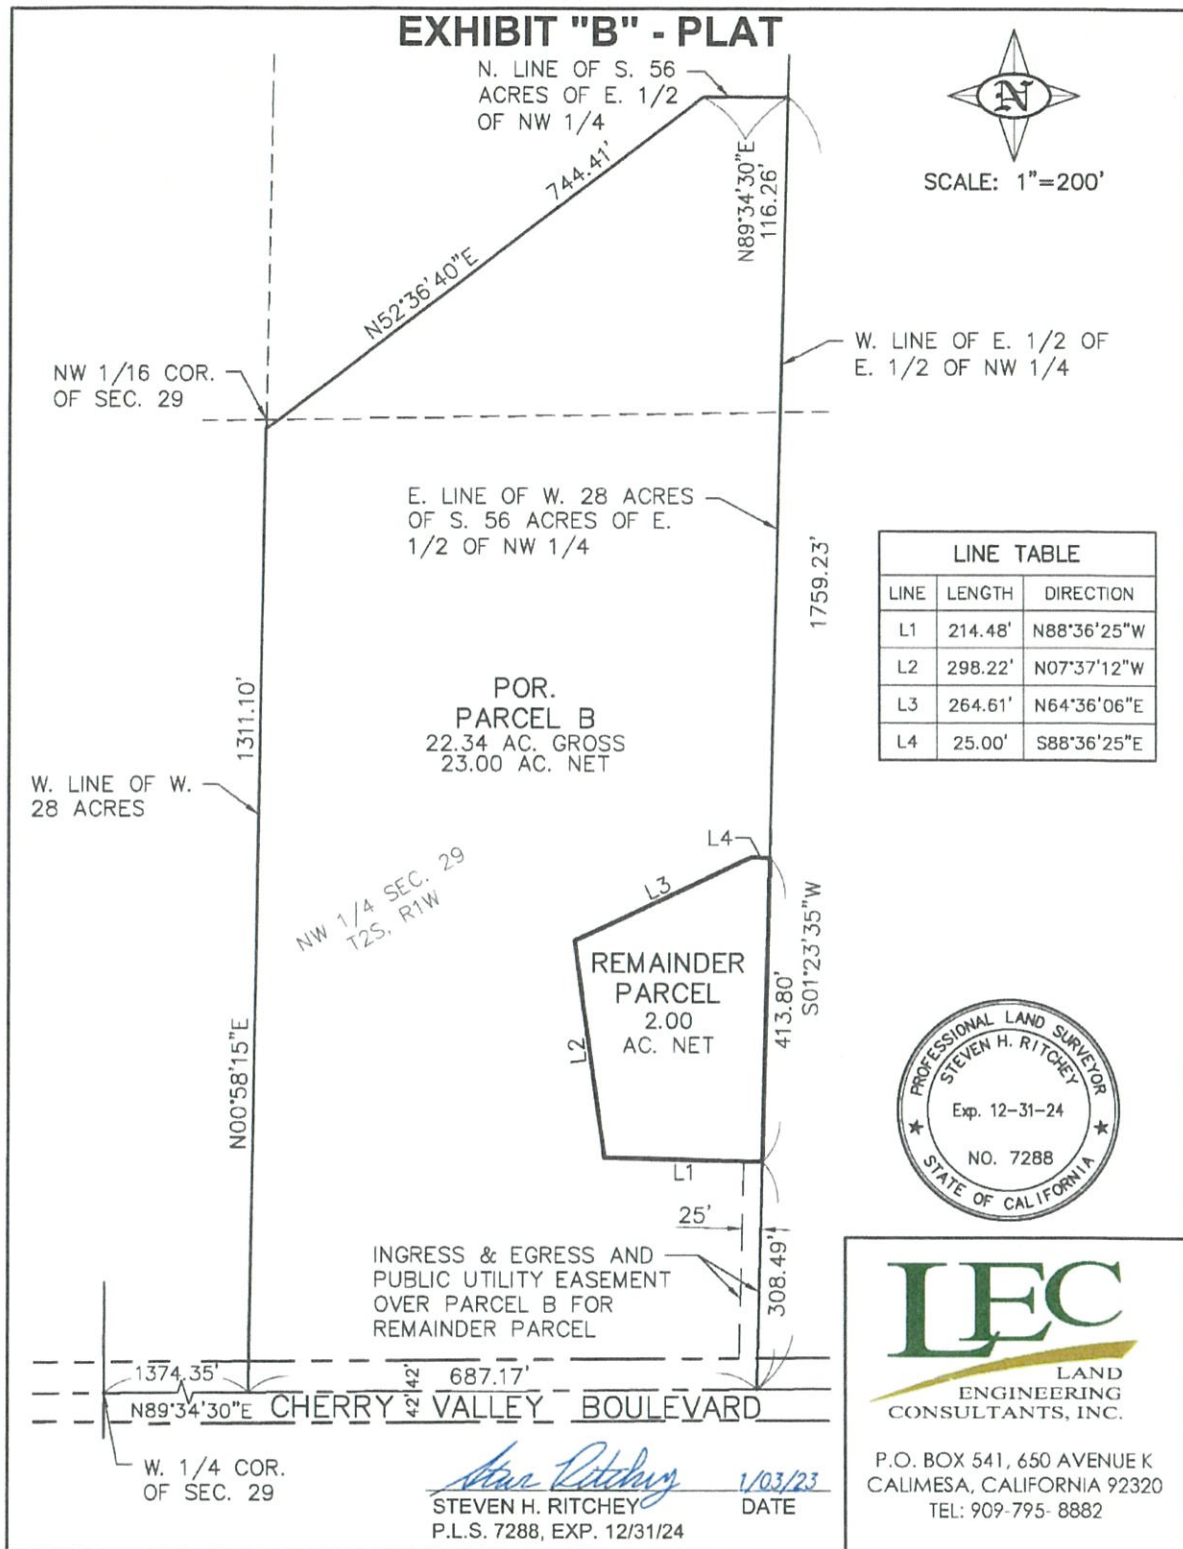 EXHIBIT "B" - PLAT
N. LINE OF S. 56
ACRES OF E. 1/2
OF NW 1/4
N
SCALE: 1"=200'
744.41'
N52°36'40"E
N89°34'30"E
116.26'
NW 1/16 COR.
OF SEC. 29
W. LINE OF E. 1/2 OF
E. 1/2 OF NW 1/4
E. LINE OF W. 28 ACRES
OF S. 56 ACRES OF E.
1/2 OF NW 1/4
1759.23'
LINE TABLE
LINE LENGTH DIRECTION
L1 214.48' N88°36'25"W
L2 298.22' N07°37'12"W
L3 264.61' N64°36'06"E
L4 25.00' S88°36'25"E
1311.10'
POR.
PARCEL B
22.34 AC. GROSS
23.00 AC. NET
W. LINE OF W.
28 ACRES
NW 1/4 SEC. 29
T2S, R1W
L4
L3
REMAINDER
PARCEL
2.00
AC. NET
L2
413.80'
S01°23'35"W
N00°58'15"E
L1
PROFESSIONAL LAND SURVEYOR
STEVEN H. RITCHEY
Exp. 12-31-24
NO. 7288
STATE OF CALIFORNIA
25'
INGRESS & EGRESS AND
PUBLIC UTILITY EASEMENT
OVER PARCEL B FOR
REMAINDER PARCEL
308.49'
1374.35'
42' 42'
687.17'
N89°34'30"E CHERRY VALLEY BOULEVARD
W. 1/4 COR.
OF SEC. 29
Steven Ritchey 1/03/23
STEVEN H. RITCHEY DATE
P.L.S. 7288, EXP. 12/31/24
LEC
LAND
ENGINEERING
CONSULTANTS, INC.
P.O. BOX 541, 650 AVENUE K
CALIMESA, CALIFORNIA 92320
TEL: 909-795- 8882